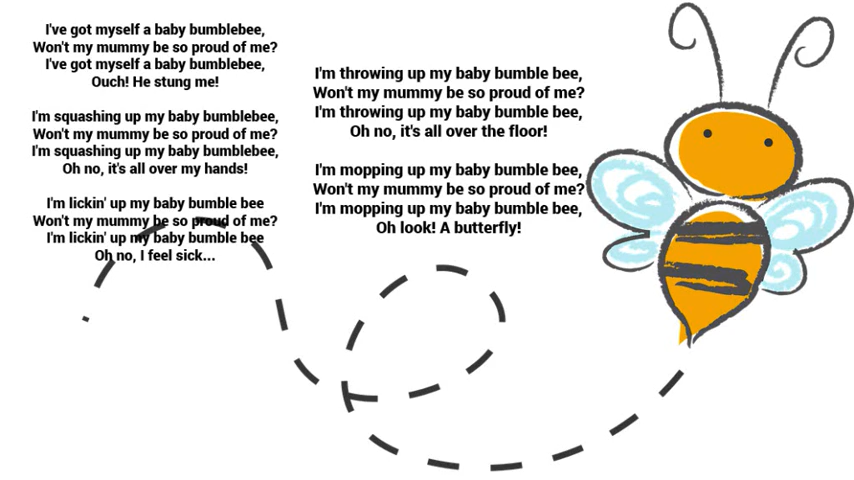 I've got myself a baby bumblebee,
Won't my mummy be so proud of me?
I've got myself a baby bumblebee,
Ouch! He stung me!
I'm squashing up my baby bumblebee,
Won't my mummy be so proud of me?
I'm squashing up my baby bumblebee,
Oh no, it's all over my hands!
I'm lickin' up my baby bumble bee
Won't my mummy be so proud of me?
I'm lickin' up my baby bumble bee
Oh no, I feel sick...
I'm throwing up my baby bumble bee,
Won't my mummy be so proud of me?
I'm throwing up my baby bumble bee,
Oh no, it's all over the floor!
I'm mopping up my baby bumble bee,
Won't my mummy be so proud of me?
I'm mopping up my baby bumble bee,
Oh look! A butterfly!